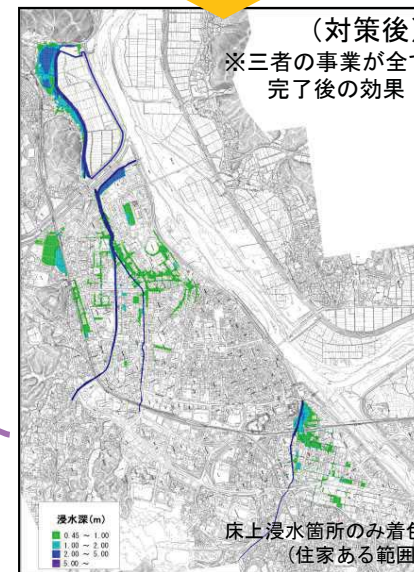 (対策後)
※三者の事業が全て
完了後の効果
浸水深(m)
0.45 ～ 1.00
1.00 ～ 2.00
2.00 ～ 5.00
5.00 ～
床上浸水箇所のみ着色
(住家ある範囲